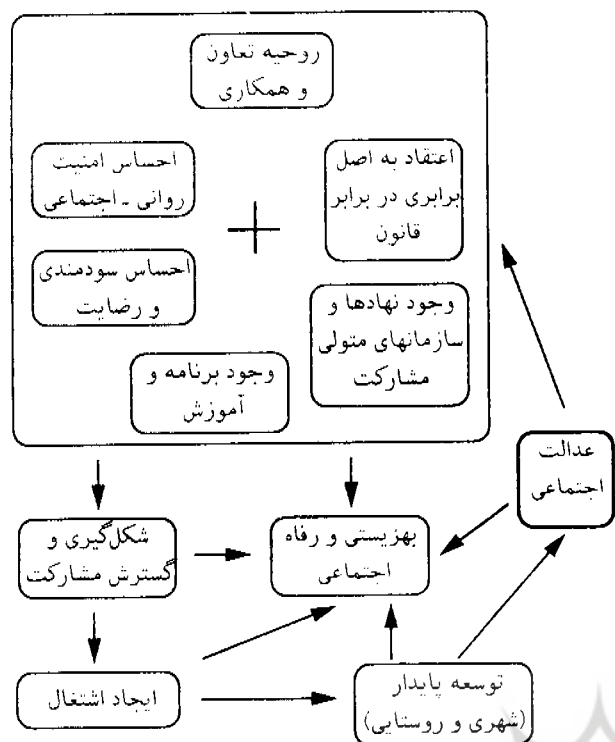 روحیه تعاون
و همکاری
اعتقاد به اصل
برابری در برابر
قانون
احساس امنیت
روانی ـ اجتماعی
احساس سودمندی
و رضایت
وجود نهادها و
سازمانهای متولی
مشارکت
وجود برنامه و
آموزش
عدالت
اجتماعی
بهزیستی و رفاه
اجتماعی
شکل‌گیری و
گسترش مشارکت
توسعه پایدار
(شهری و روستایی)
ایجاد اشتغال